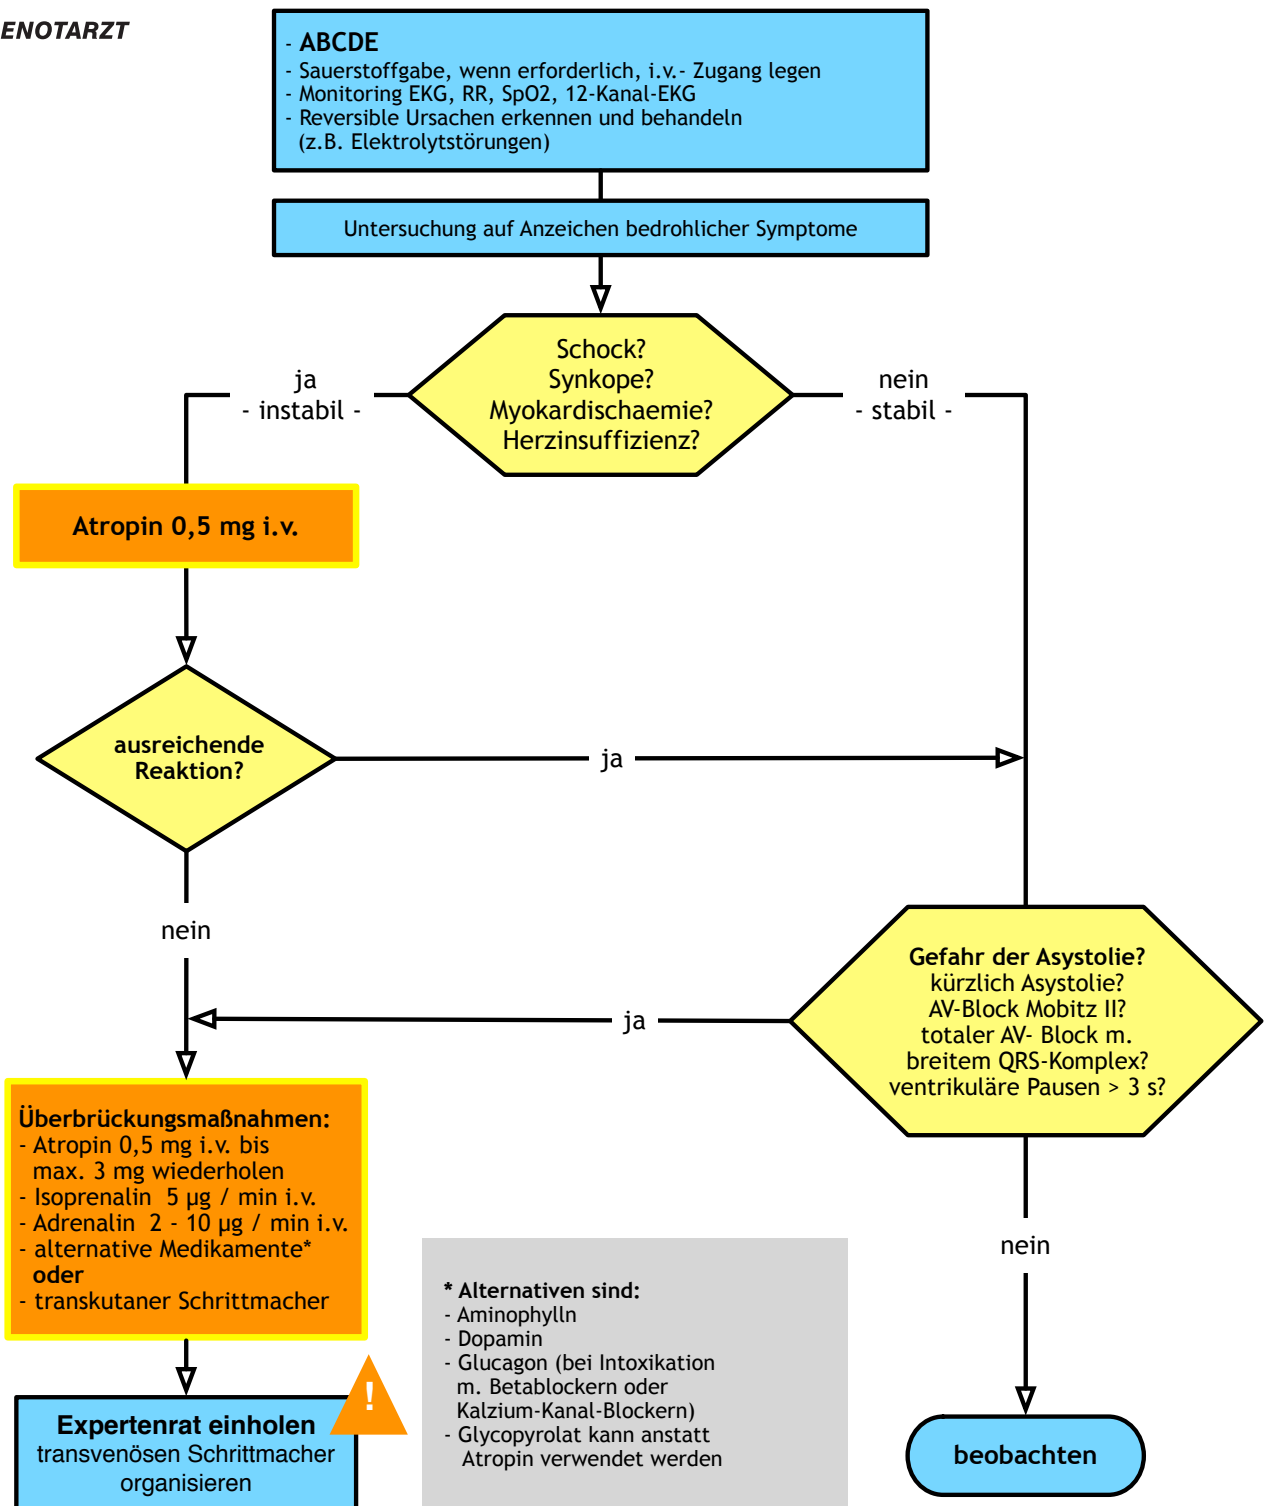 ENOTARZT
- ABCDE
- Sauerstoffgabe, wenn erforderlich, i.v.- Zugang legen
- Monitoring EKG, RR, SpO2, 12-Kanal-EKG
- Reversible Ursachen erkennen und behandeln
(z.B. Elektrolytstörungen)
Untersuchung auf Anzeichen bedrohlicher Symptome
Schock?
Synkope?
Myokardischaemie?
Herzinsuffizienz?
ja
- instabil -
nein
- stabil -
Atropin 0,5 mg i.v.
ausreichende
Reaktion?
ja
nein
Gefahr der Asystolie?
kürzlich Asystolie?
AV-Block Mobitz II?
totaler AV- Block m.
breitem QRS-Komplex?
ventrikuläre Pausen > 3 s?
ja
nein
Überbrückungsmaßnahmen:
- Atropin 0,5 mg i.v. bis
max. 3 mg wiederholen
- Isoprenalin 5 µg / min i.v.
- Adrenalin 2 - 10 µg / min i.v.
- alternative Medikamente*
oder
- transkutaner Schrittmacher
* Alternativen sind:
- Aminophylln
- Dopamin
- Glucagon (bei Intoxikation
m. Betablockern oder
Kalzium-Kanal-Blockern)
- Glycopyrolat kann anstatt
Atropin verwendet werden
!
Expertenrat einholen
transvenösen Schrittmacher
organisieren
beobachten